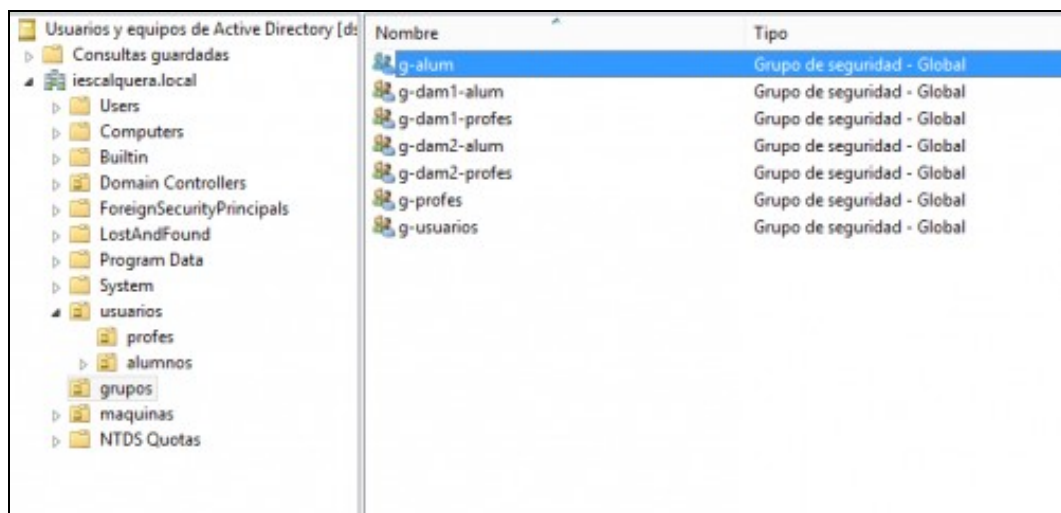 Usuarios y equipos de Active Directory [ds
Consultas guardadas
iescalquera.local
Users
Computers
Builtin
Domain Controllers
ForeignSecurityPrincipals
LostAndFound
Program Data
System
usuarios
profes
alumnos
grupos
maquinas
NTDS Quotas
Nombre Tipo
g-alum Grupo de seguridad - Global
g-dam1-alum Grupo de seguridad - Global
g-dam1-profes Grupo de seguridad - Global
g-dam2-alum Grupo de seguridad - Global
g-dam2-profes Grupo de seguridad - Global
g-profes Grupo de seguridad - Global
g-usuarios Grupo de seguridad - Global